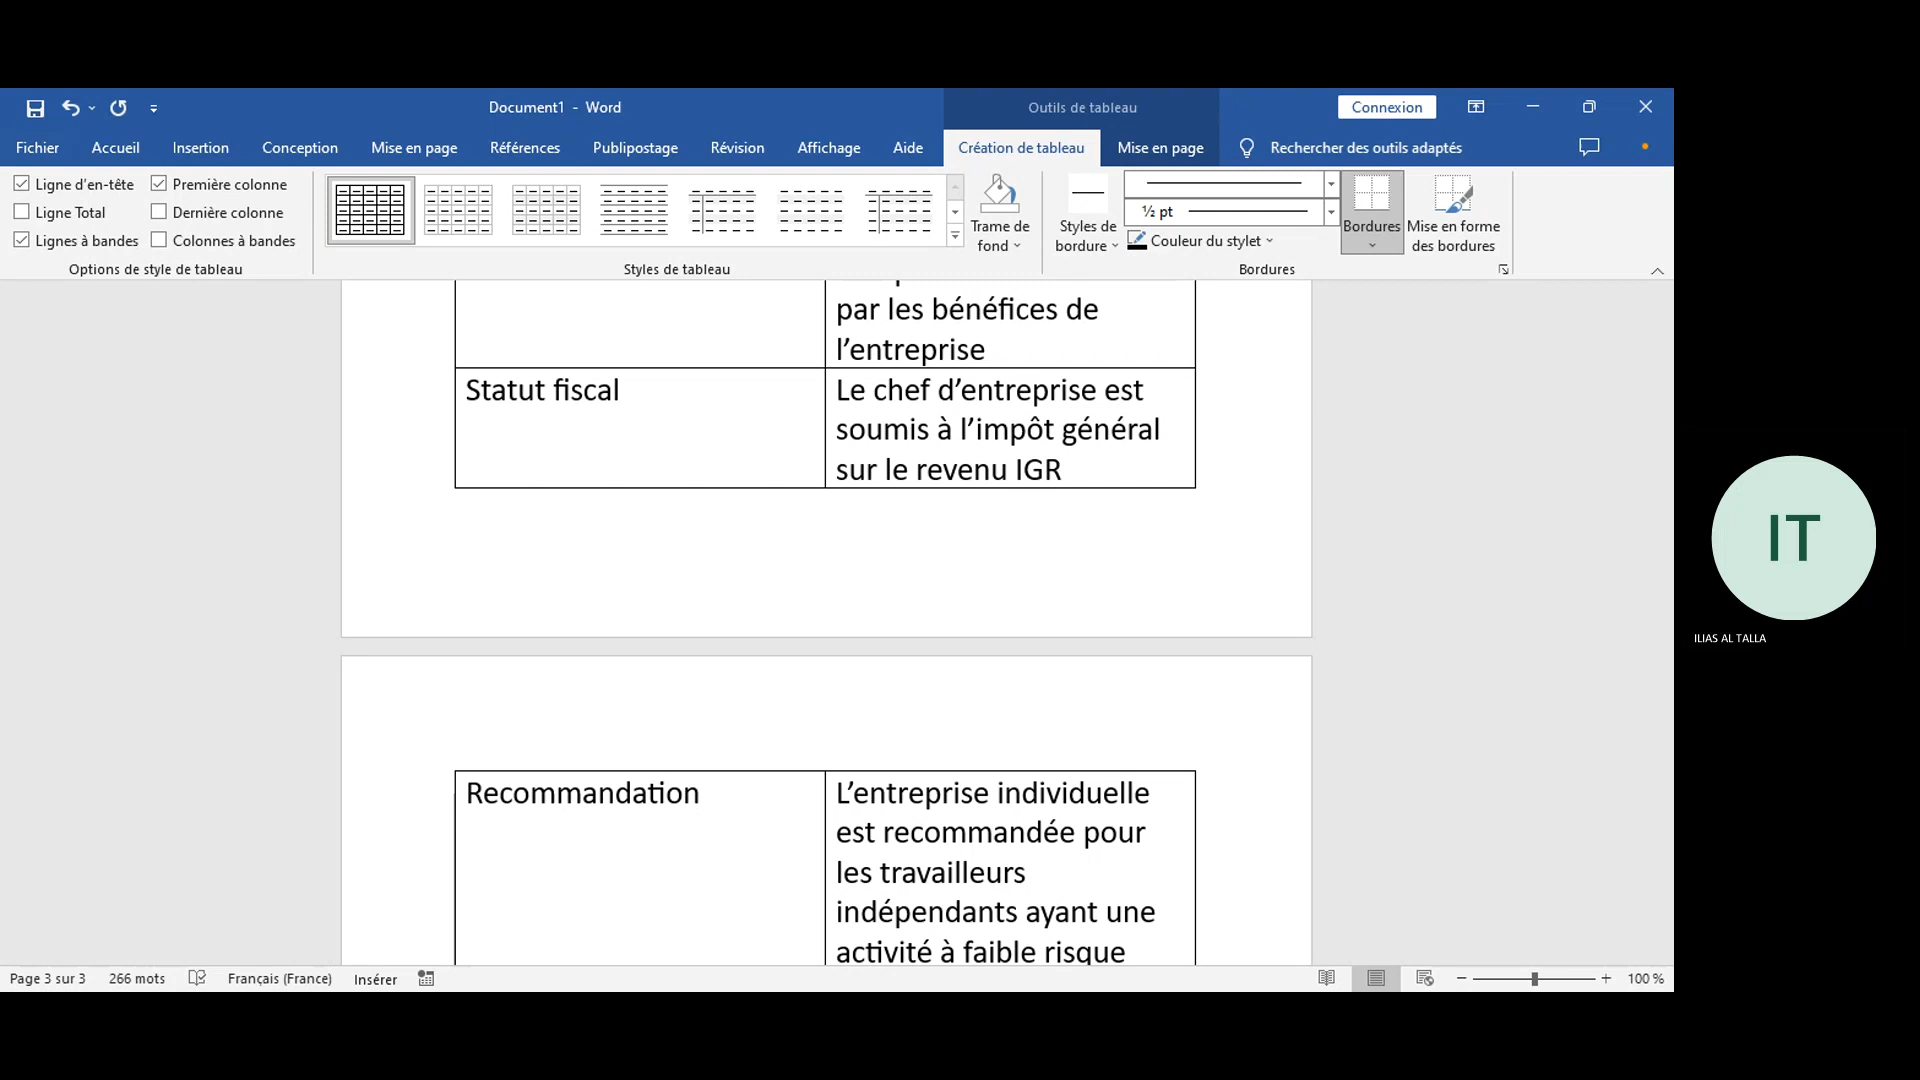 Document1 - Word
Outils de tableau
Connexion
Fichier Accueil Insertion Conception Mise en page Références Publipostage Révision Affichage Aide Création de tableau Mise en page Rechercher des outils adaptés
Ligne d'en-tête Première colonne
Ligne Total Dernière colonne
Lignes à bandes Colonnes à bandes
Options de style de tableau
Styles de tableau
Trame de
fond
Styles de
bordure
½ pt
Couleur du stylet
Bordures
Mise en forme
des bordures
Bordures
par les bénéfices de
l’entreprise
Statut fiscal
Le chef d’entreprise est
soumis à l’impôt général
sur le revenu IGR
Recommandation
L’entreprise individuelle
est recommandée pour
les travailleurs
indépendants ayant une
activité à faible risque
IT
ILIAS AL TALLA
Page 3 sur 3 266 mots Français (France) Insérer 100 %